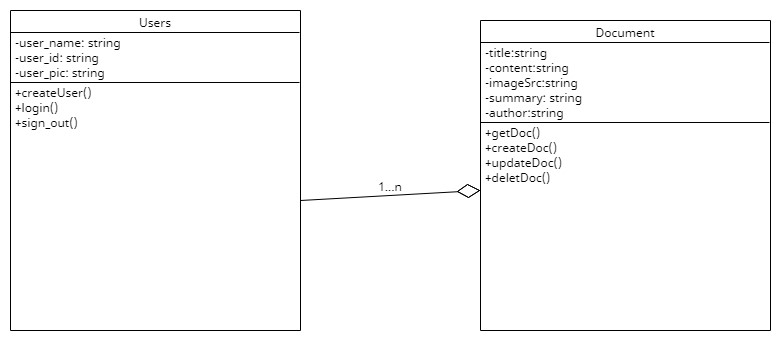 Users
-user_name: string
-user_id: string
-user_pic: string
+createUser()
+login()
+sign_out()
1...n
Document
-title:string
-content:string
-imageSrc:string
-summary: string
-author:string
+getDoc()
+createDoc()
+updateDoc()
+deletDoc()